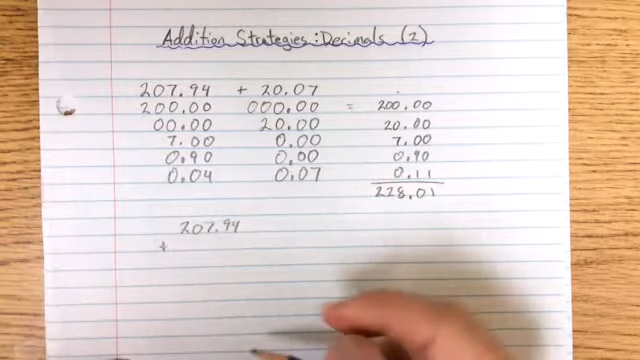 Addition Strategies: Decimals (2)
207.94 + 20.07
200.00 000.00 = 200.00
00.00 20.00 20.00
7.00 0.00 7.00
0.90 0.00 0.90
0.04 0.07 0.11
228.01
207.94
+